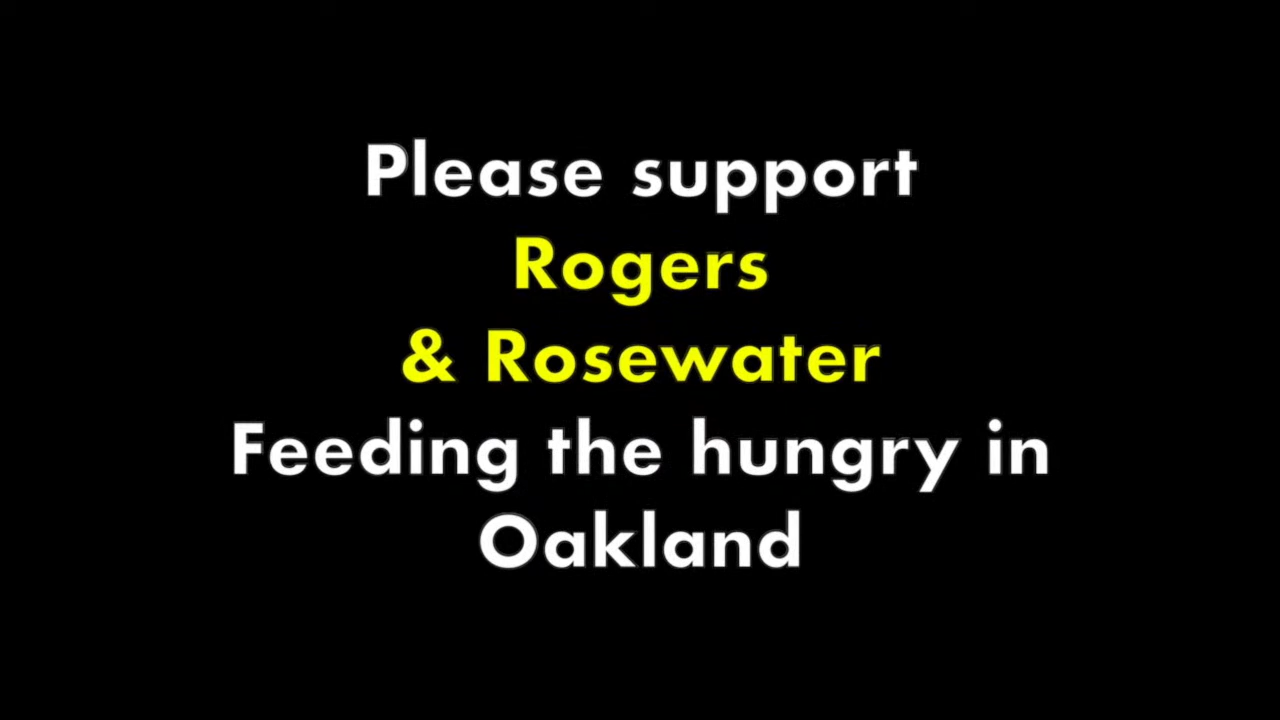 Please support
Rogers
& Rosewater
Feeding the hungry in
Oakland